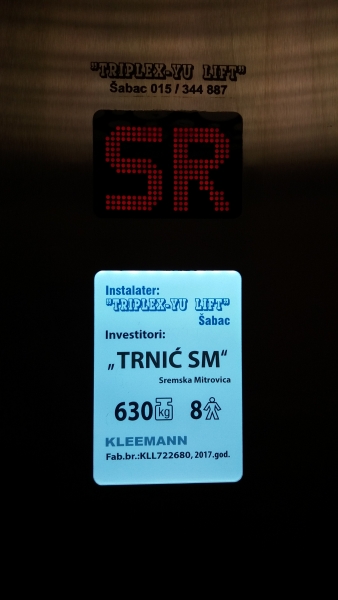 "TRIPLEX-YU LIFT"
Šabac 015 / 344 887
SR
Instalater:
"TRIPLEX-YU LIFT"
Šabac
Investitori:
„TRNIĆ SM“
Sremska Mitrovica
630 kg 8
KLEEMANN
Fab.br.:KLL722680, 2017.god.